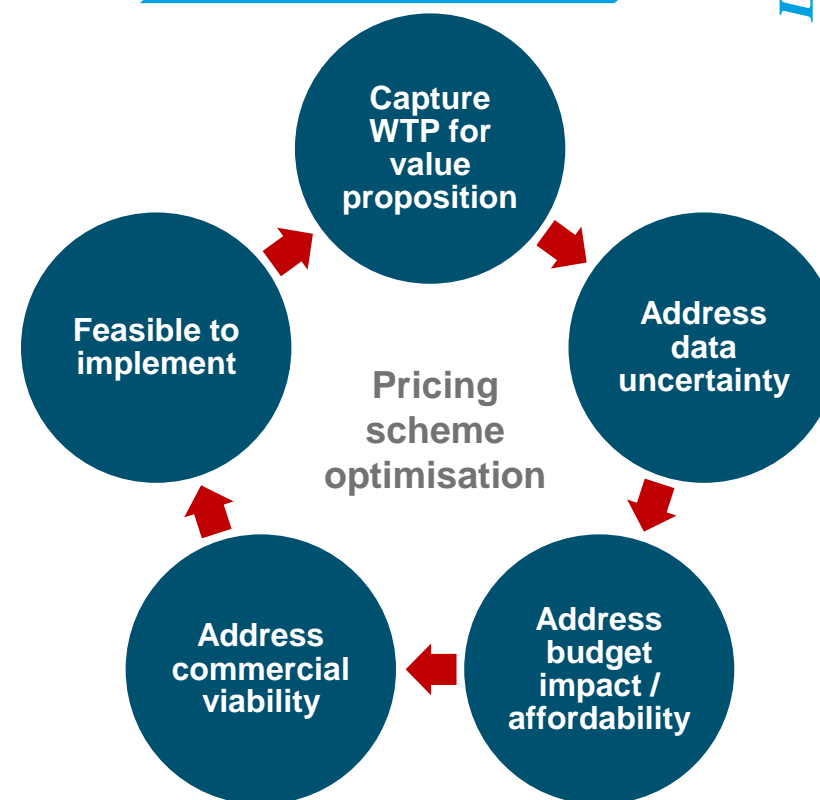 Capture
WTP for
value
proposition
Address
data
uncertainty
Address
budget
impact /
affordability
Address
commercial
viability
Feasible to
implement
Pricing
scheme
optimisation